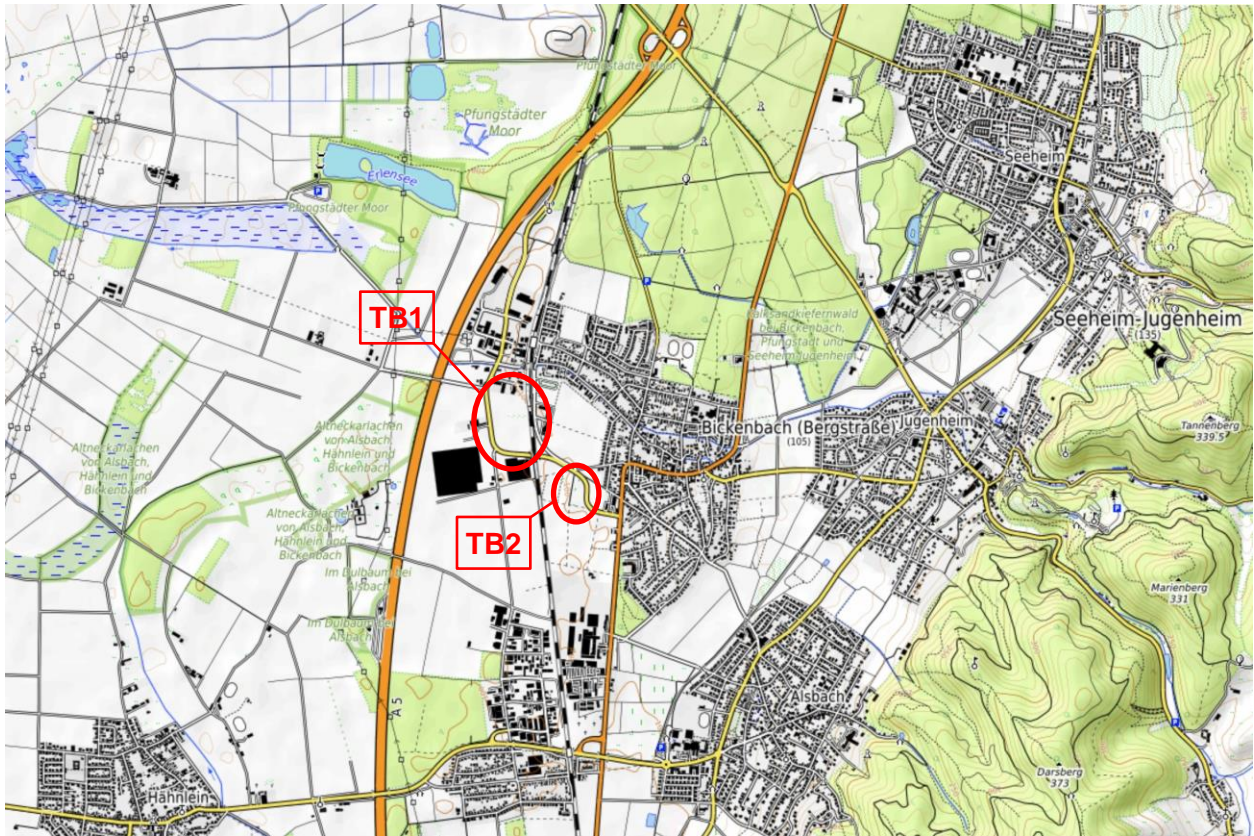 Pfungstädter Moor
Pfungstädter
Moor
Erlensee
Pfungstädter Moor
Seeheim
TB1
Kalksandkiefernwald
bei Bickenbach,
Pfungstadt und
Seeheim-Jugenheim
Seeheim-Jugenheim
(135)
Tannenberg
339.5
Bickenbach (Bergstraße)
(105)
Jugenheim
Altneckarlachen
von Alsbach,
Hähnlein und
Bickenbach
Altneckarlachen
von Alsbach,
Hähnlein und
Bickenbach
Altneckarlachen
von Alsbach,
Hähnlein und
Bickenbach
TB2
Im Dulbaum bei
Alsbach
Im Dulbaum bei
Alsbach
Marienberg
331
A 5
Alsbach
Darsberg
373
Hähnlein
P
P
P
P
P